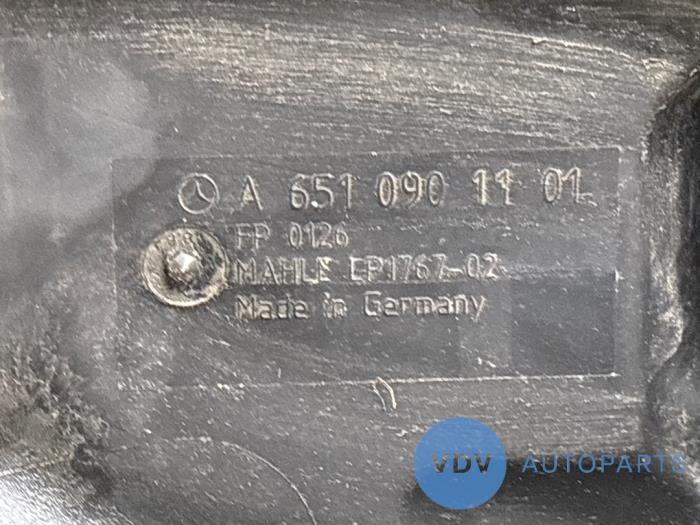 A 651 090 11 01
FP 0126
MAHLE EP1767-02
Made in Germany
VDV AUTOPARTS